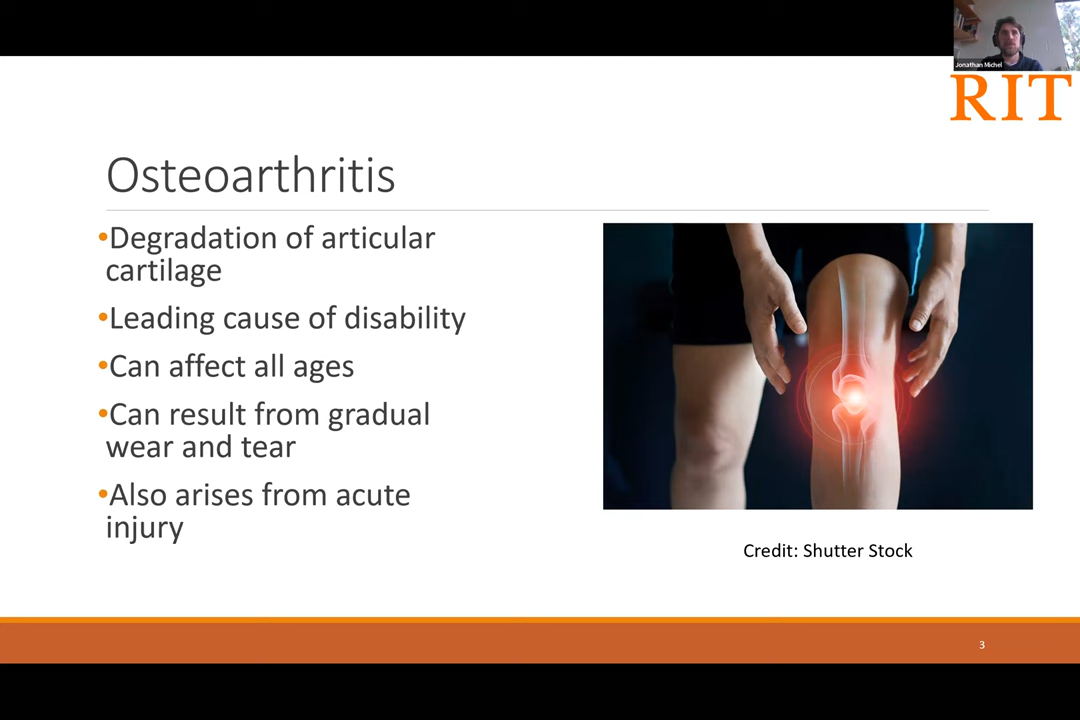 Jonathan Michel
RIT
Osteoarthritis
•Degradation of articular
cartilage
•Leading cause of disability
•Can affect all ages
•Can result from gradual
wear and tear
•Also arises from acute
injury
Credit: Shutter Stock
3